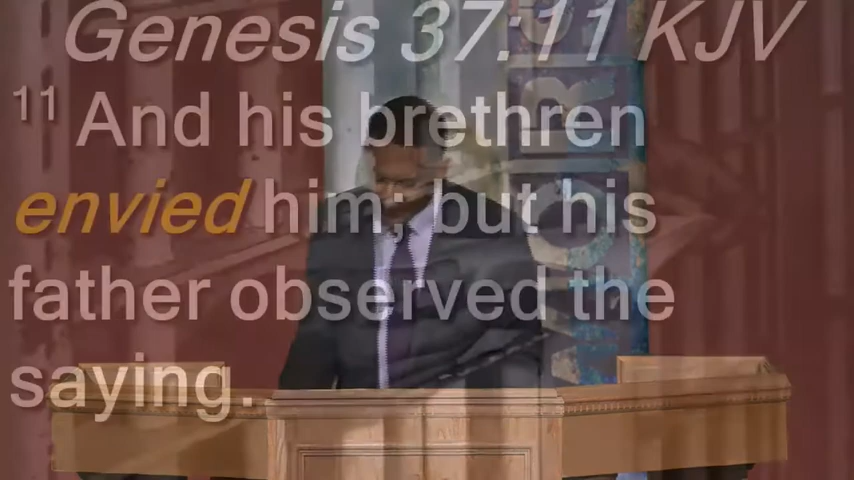 Genesis 37:11 KJV
11 And his brethren
envied him; but his
father observed the
saying.